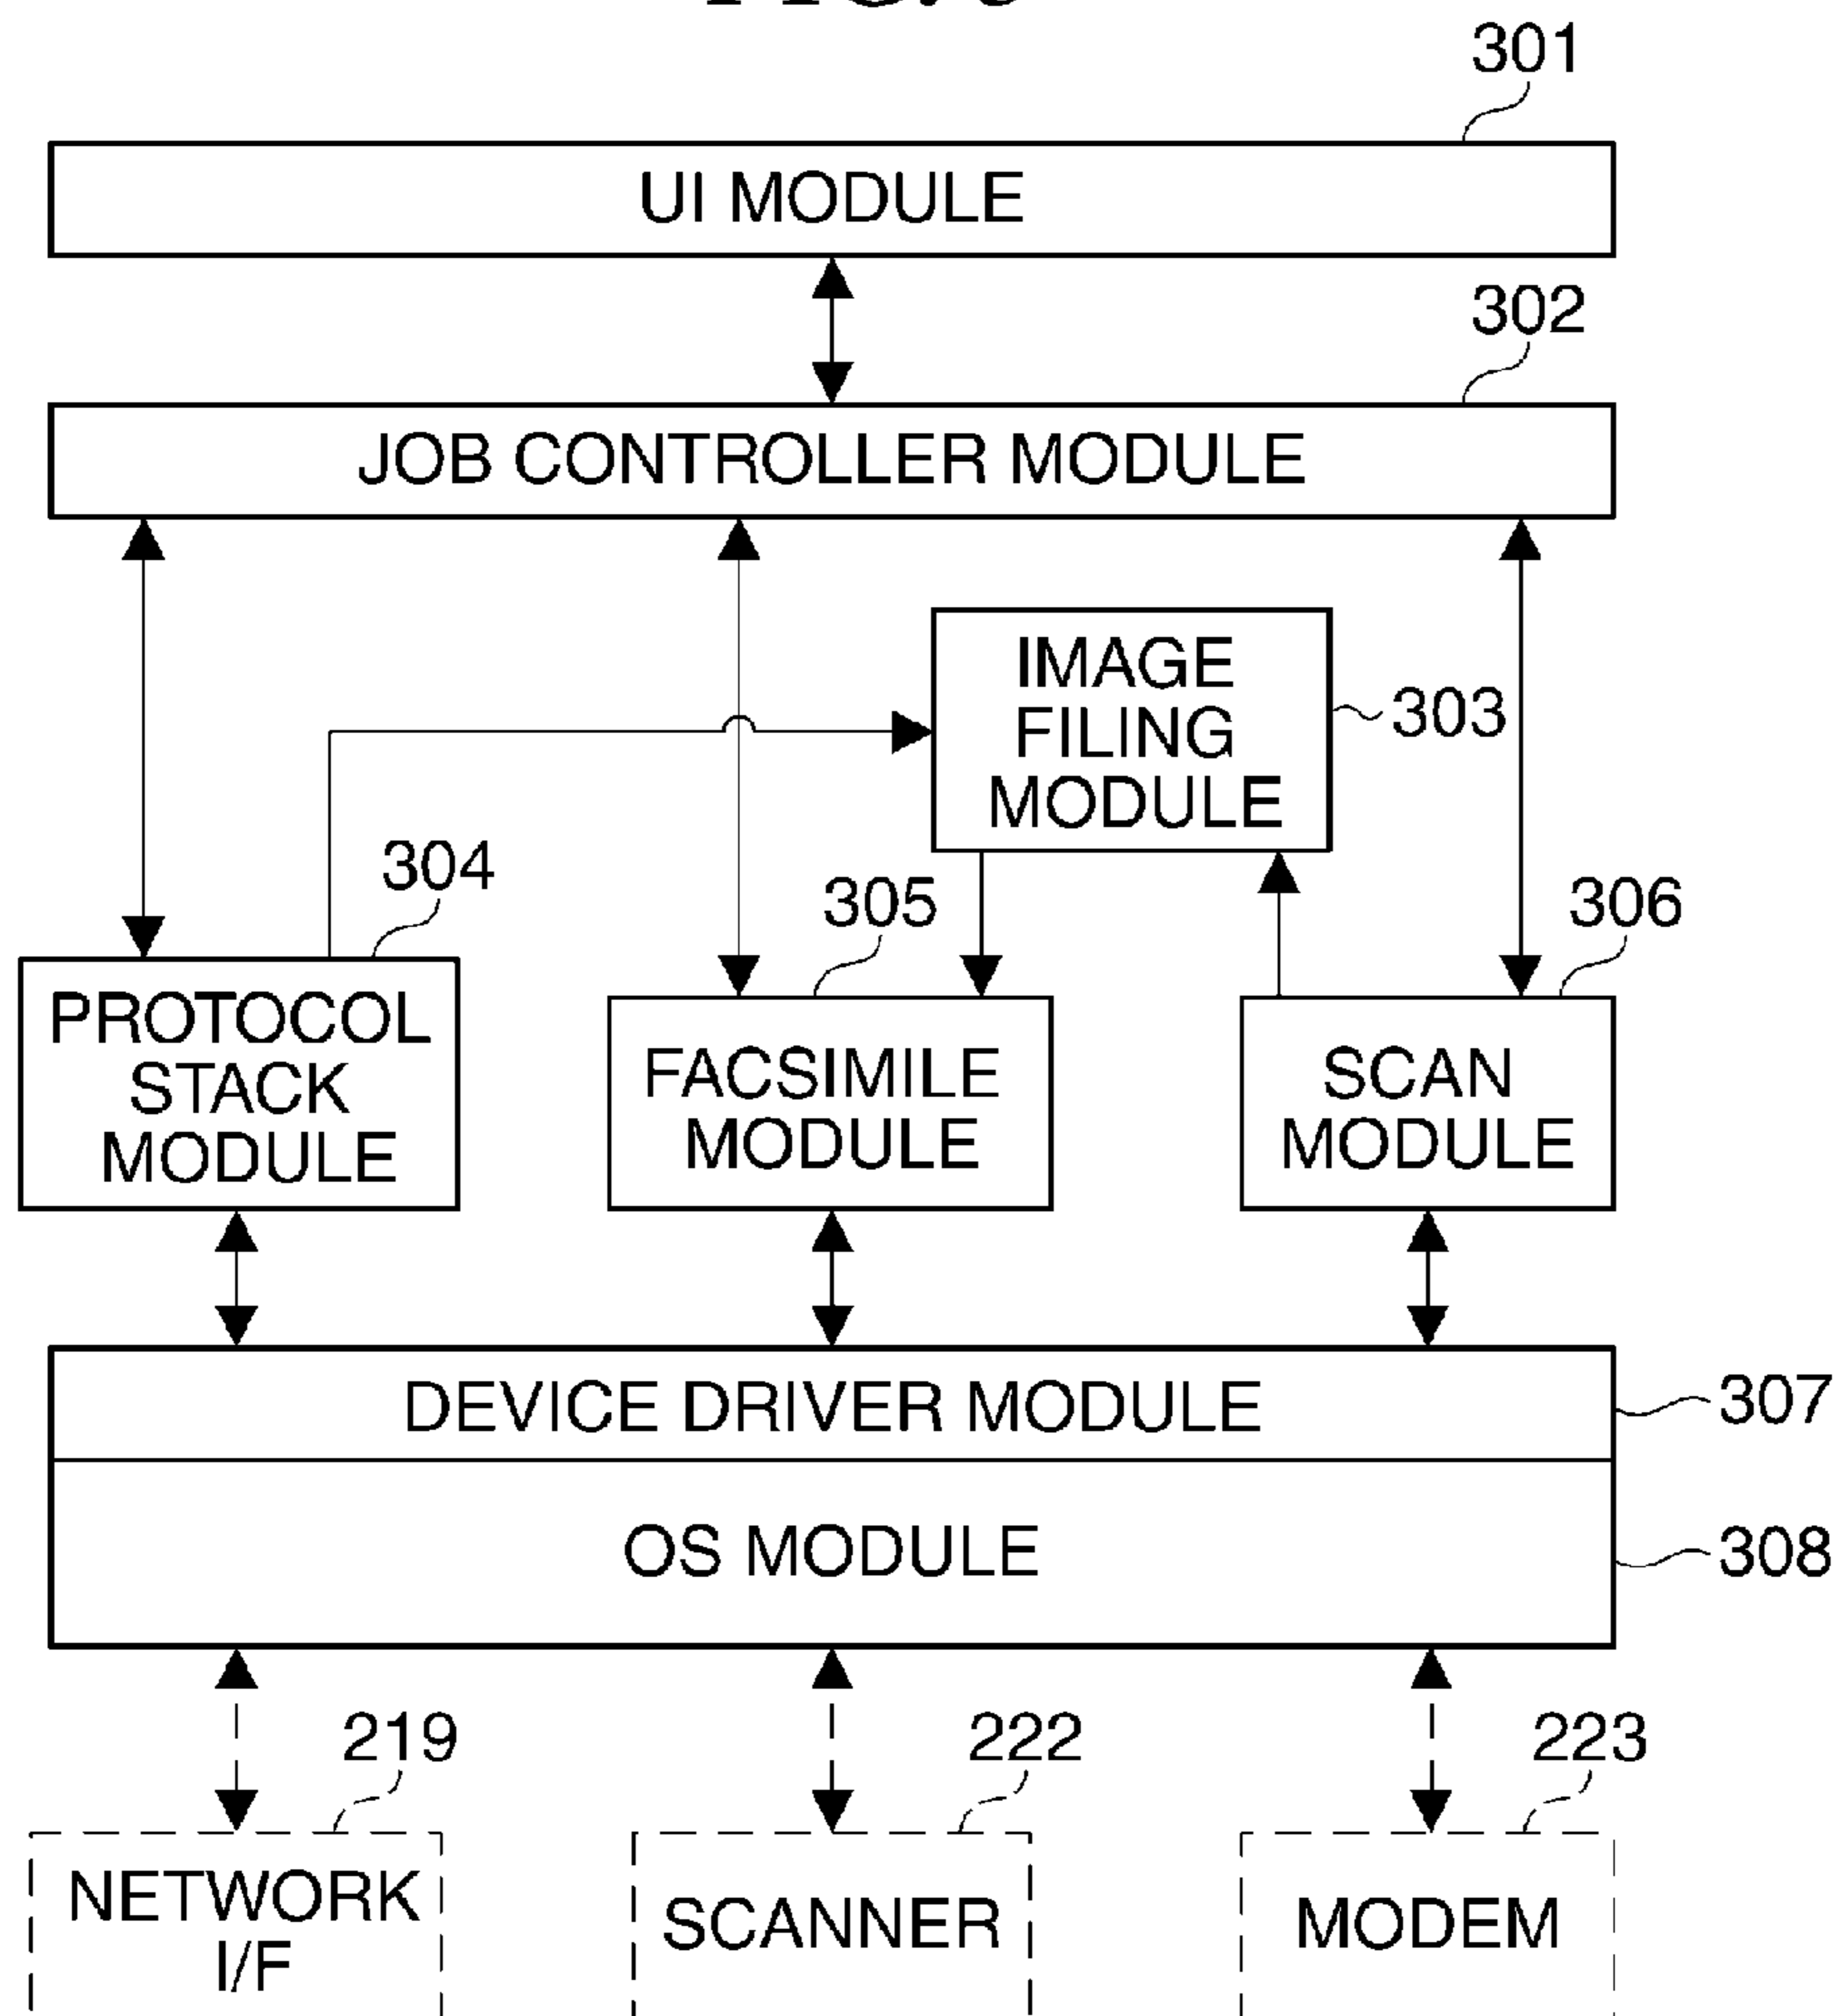 301
UI MODULE
302
JOB CONTROLLER MODULE
IMAGE
FILING
MODULE
303
304
305
306
PROTOCOL
STACK
MODULE
FACSIMILE
MODULE
SCAN
MODULE
DEVICE DRIVER MODULE
307
OS MODULE
308
219
222
223
NETWORK
I/F
SCANNER
MODEM